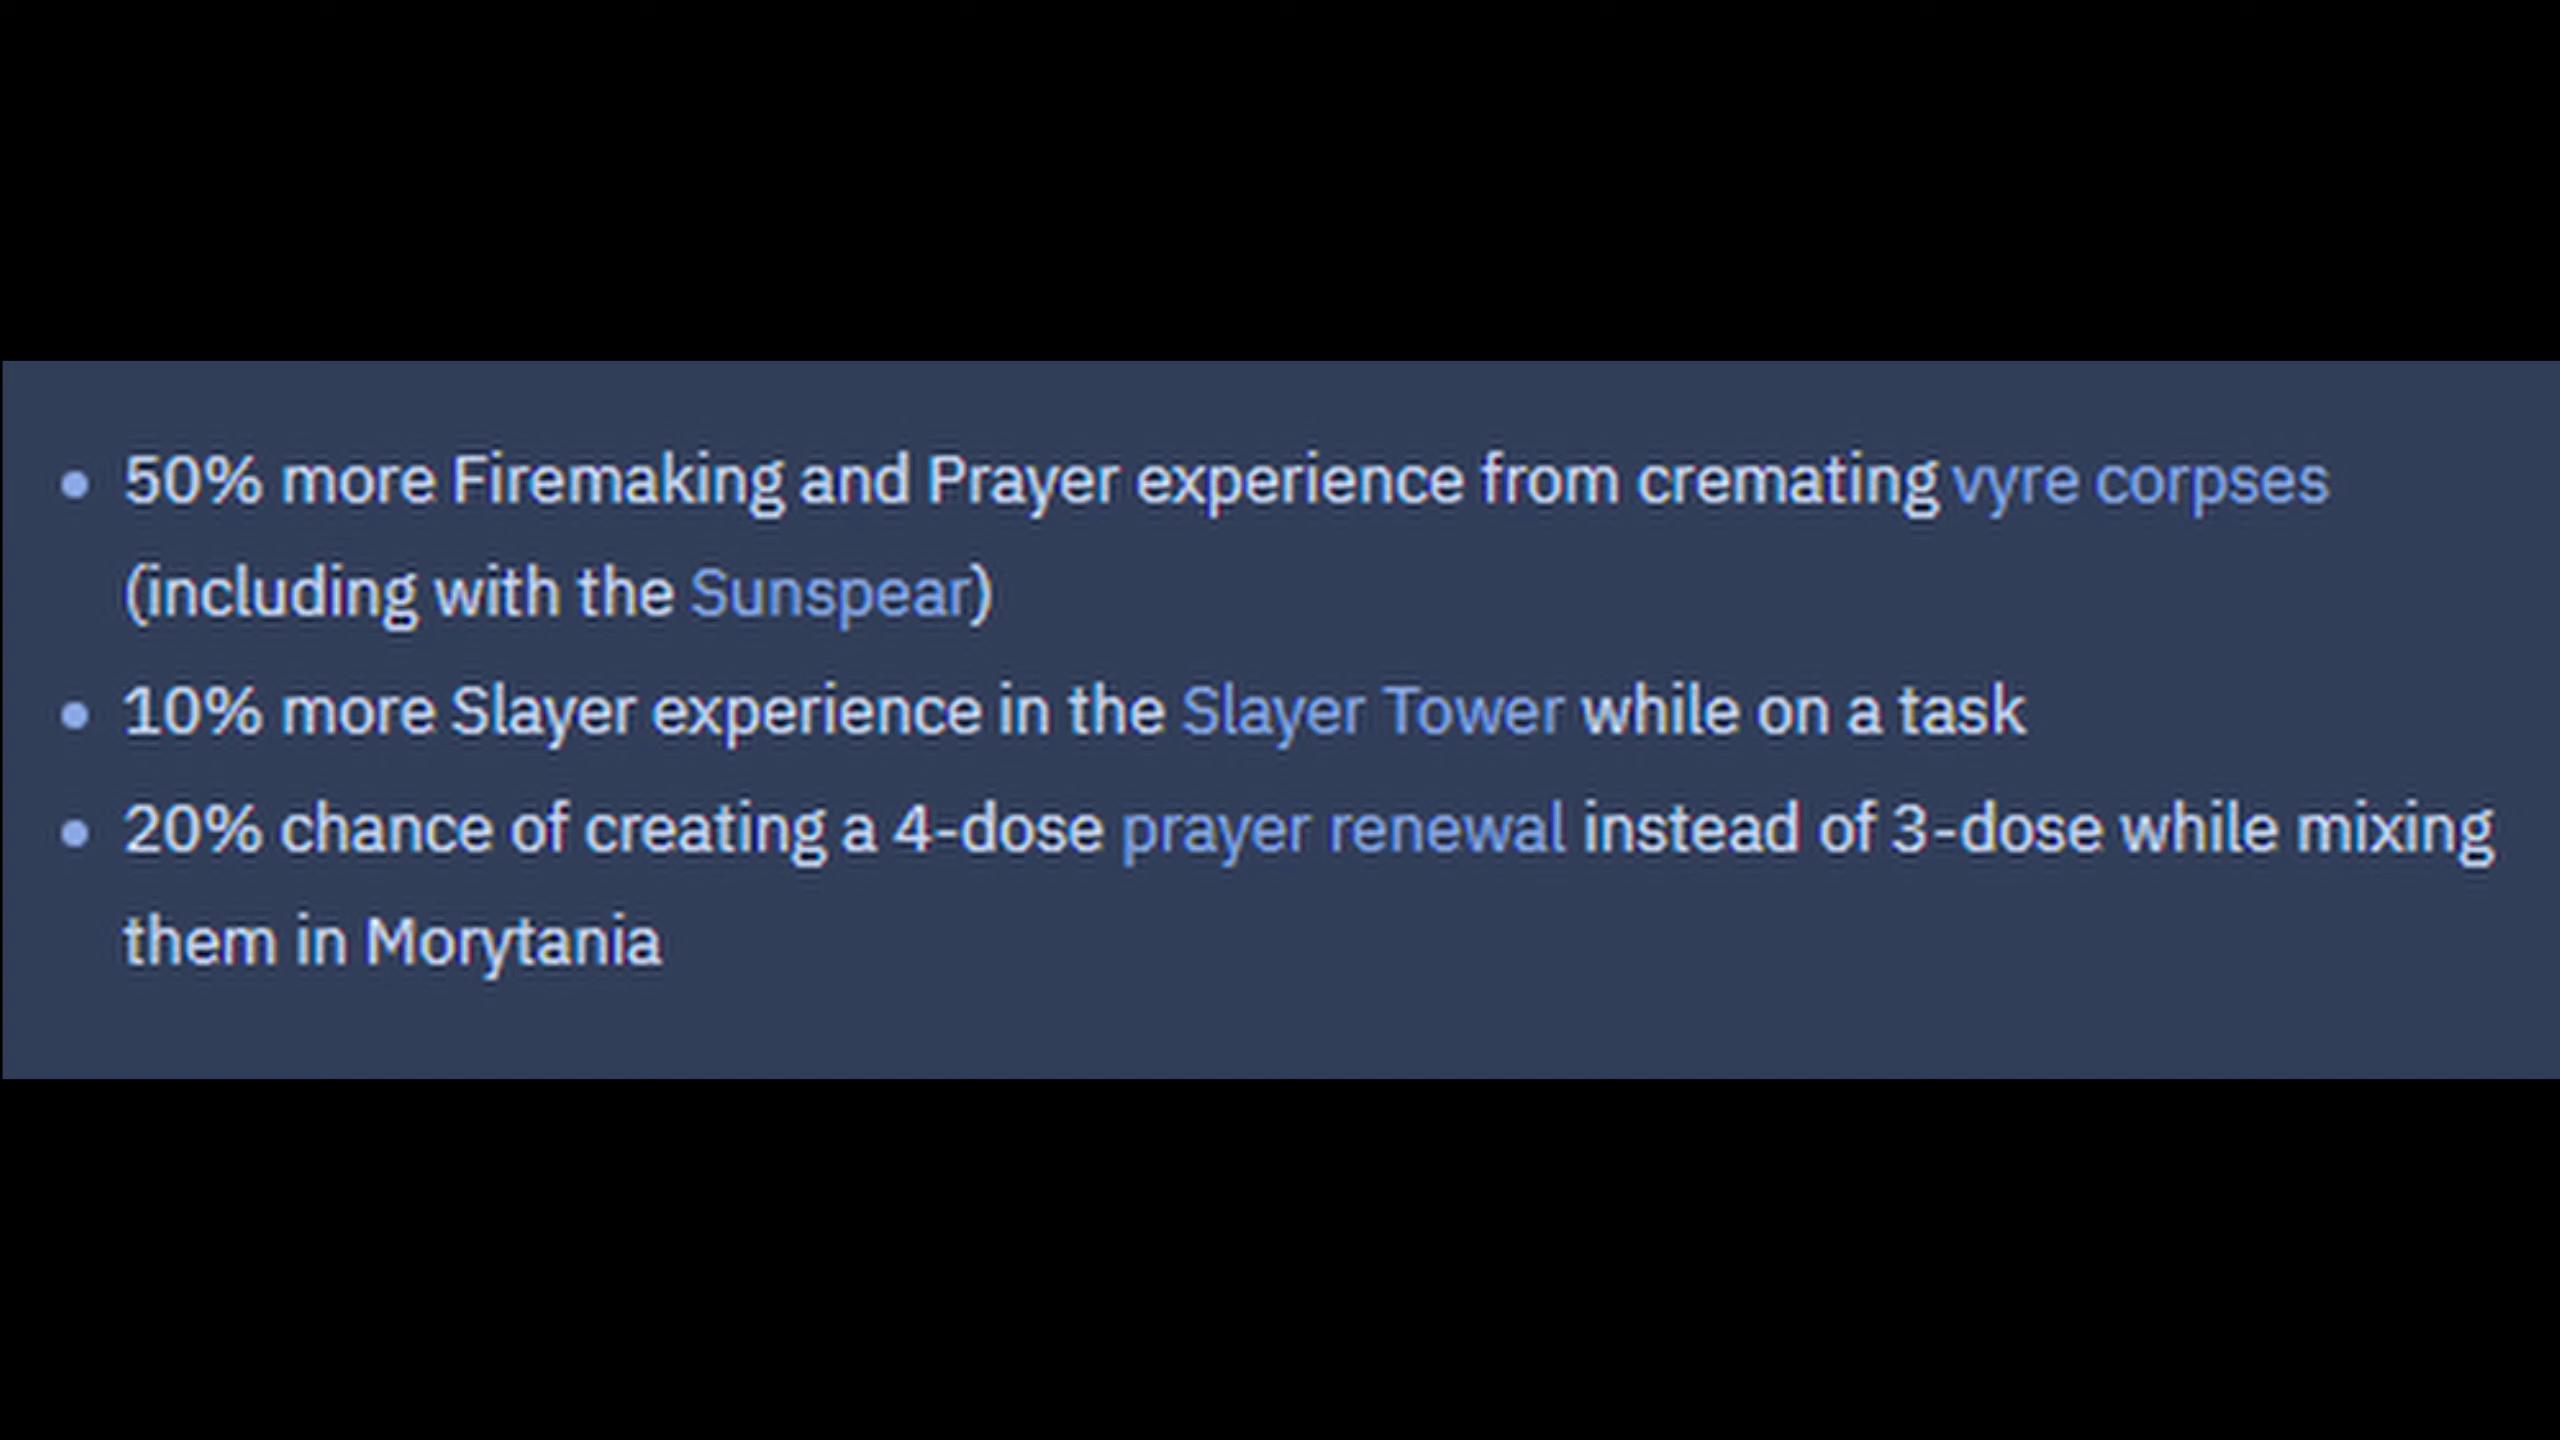 • 50% more Firemaking and Prayer experience from cremating vyre corpses
(including with the Sunspear)
• 10% more Slayer experience in the Slayer Tower while on a task
• 20% chance of creating a 4-dose prayer renewal instead of 3-dose while mixing
them in Morytania